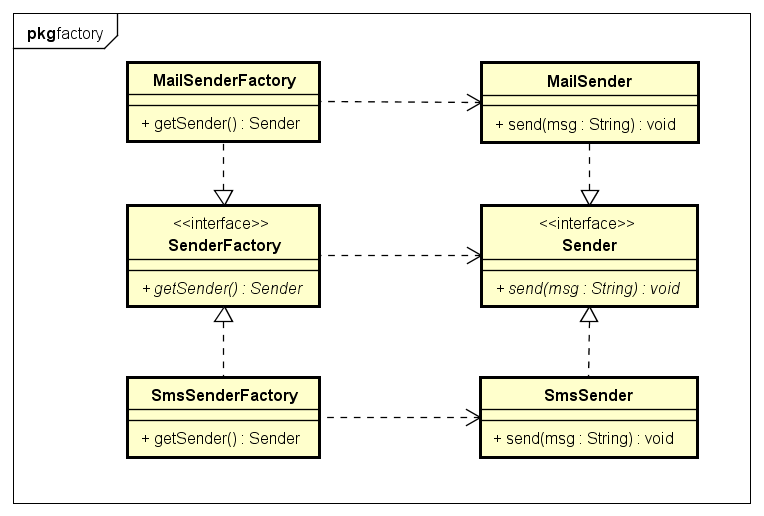 pkgfactory
MailSenderFactory
+ getSender() : Sender
MailSender
+ send(msg : String) : void
<<interface>>
SenderFactory
+ getSender() : Sender
<<interface>>
Sender
+ send(msg : String) : void
SmsSenderFactory
+ getSender() : Sender
SmsSender
+ send(msg : String) : void